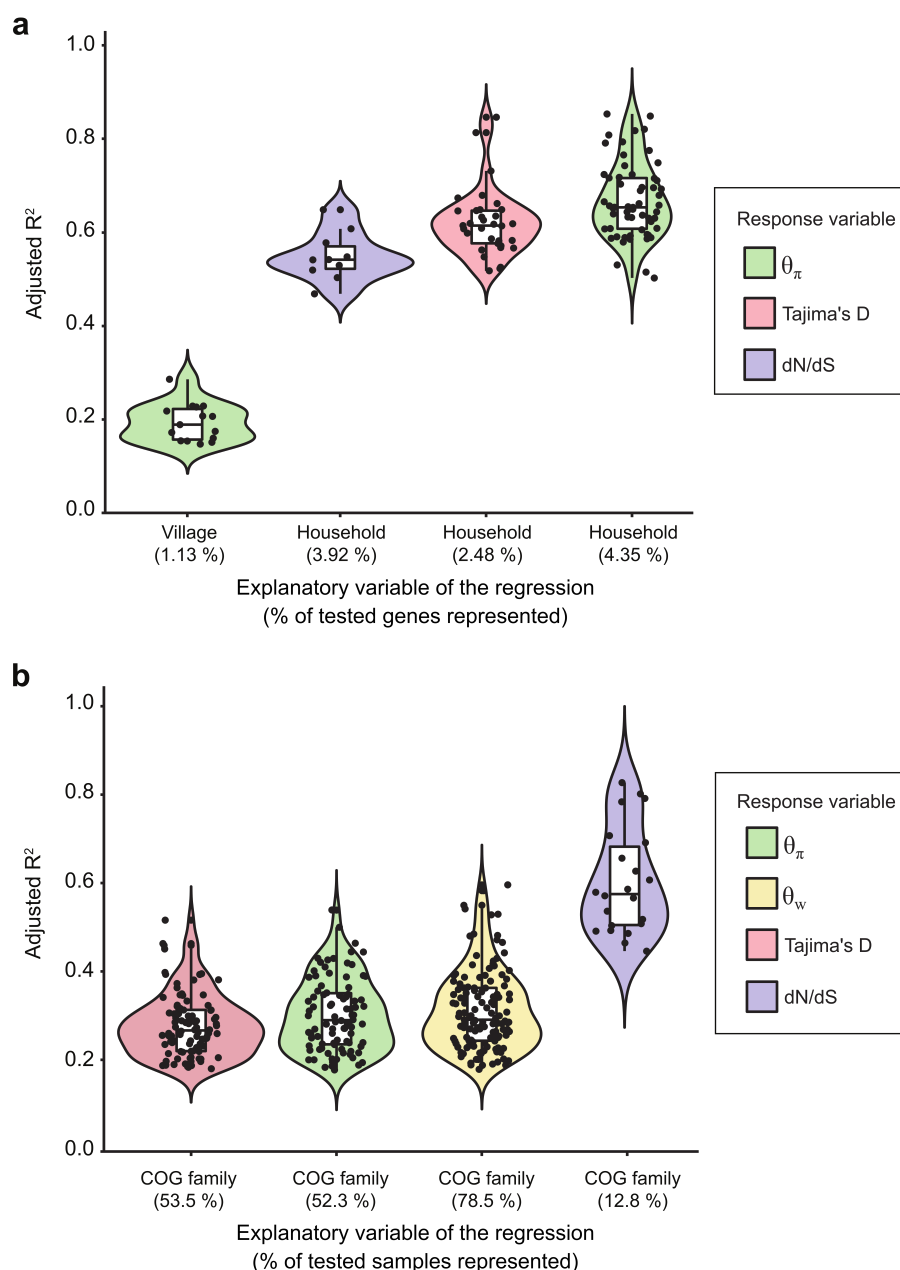 a
1.0
0.8
0.6
0.4
0.2
0.0
Adjusted R²
Village
(1.13 %)
Household
(3.92 %)
Household
(2.48 %)
Household
(4.35 %)
Explanatory variable of the regression
(% of tested genes represented)
Response variable
θπ
Tajima's D
dN/dS
b
1.0
0.8
0.6
0.4
0.2
0.0
Adjusted R²
COG family
(53.5 %)
COG family
(52.3 %)
COG family
(78.5 %)
COG family
(12.8 %)
Explanatory variable of the regression
(% of tested samples represented)
Response variable
θπ
θw
Tajima's D
dN/dS